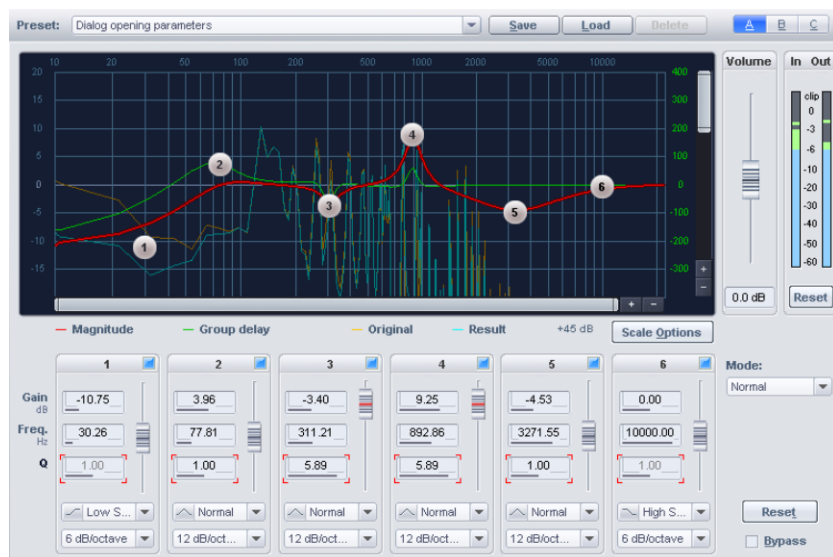 Preset: Dialog opening parameters Save Load Delete A B C
10 20 50 100 200 500 1000 2000 5000 10000
20 15 10 5 0 -5 -10 -15
400 300 200 100 0 -100 -200 -300
1 2 3 4 5 6
+ -
+ -
Volume
0.0 dB
In Out
clip
0
-3
-6
-10
-20
-30
-40
-50
-60
Reset
Magnitude Group delay Original Result +45 dB Scale Options
1 2 3 4 5 6
Gain dB -10.75 3.96 -3.40 9.25 -4.53 0.00
Freq. Hz 30.26 77.81 311.21 892.86 3271.55 10000.00
Q 1.00 1.00 5.89 5.89 1.00 1.00
Low S... Normal Normal Normal Normal High S...
6 dB/octave 12 dB/oct... 12 dB/oct... 12 dB/oct... 12 dB/oct... 6 dB/octave
Mode:
Normal
Reset
Bypass